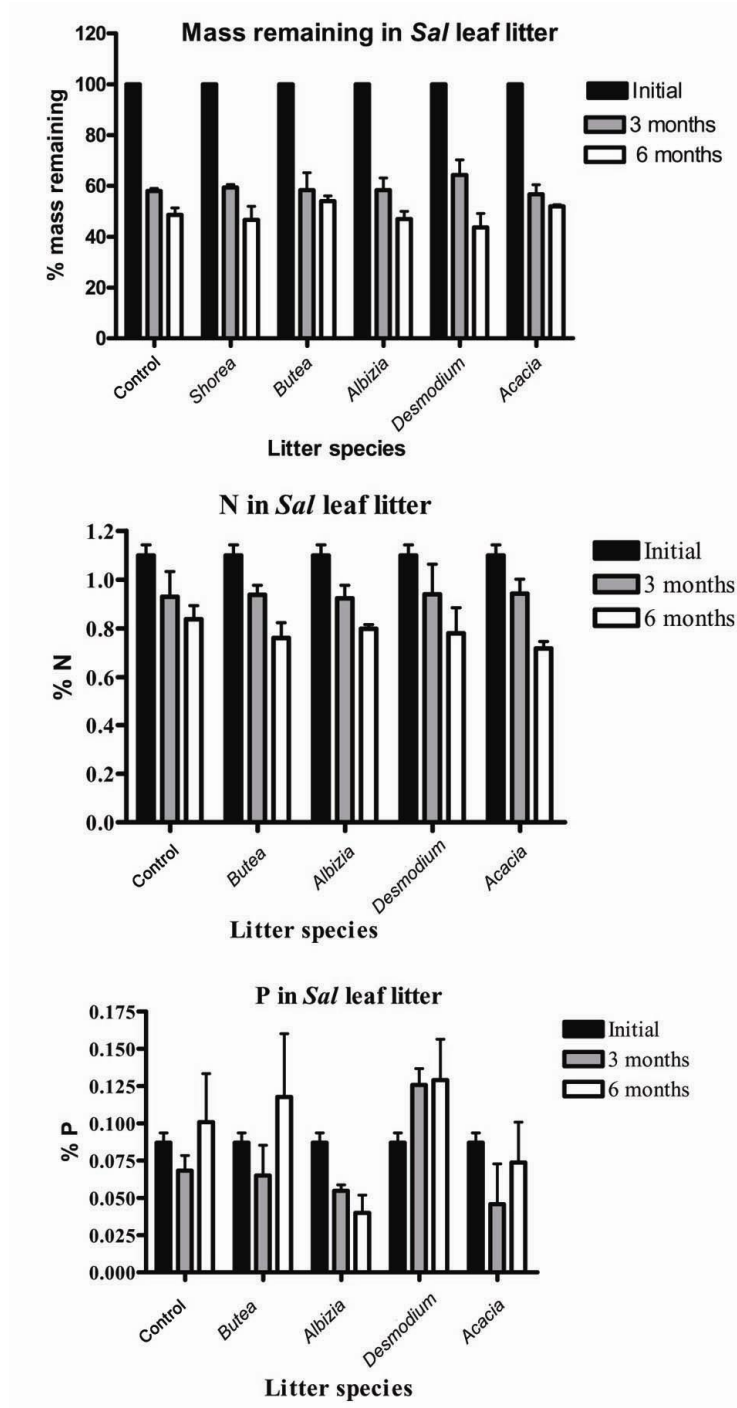 Mass remaining in Sal leaf litter
120
100
80
60
40
20
0
% mass remaining
Initial
3 months
6 months
Control
Shorea
Butea
Albizia
Desmodium
Acacia
Litter species
N in Sal leaf litter
1.2
1.0
0.8
0.6
0.4
0.2
0.0
% N
Initial
3 months
6 months
Control
Butea
Albizia
Desmodium
Acacia
Litter species
P in Sal leaf litter
0.175
0.150
0.125
0.100
0.075
0.050
0.025
0.000
% P
Initial
3 months
6 months
Control
Butea
Albizia
Desmodium
Acacia
Litter species